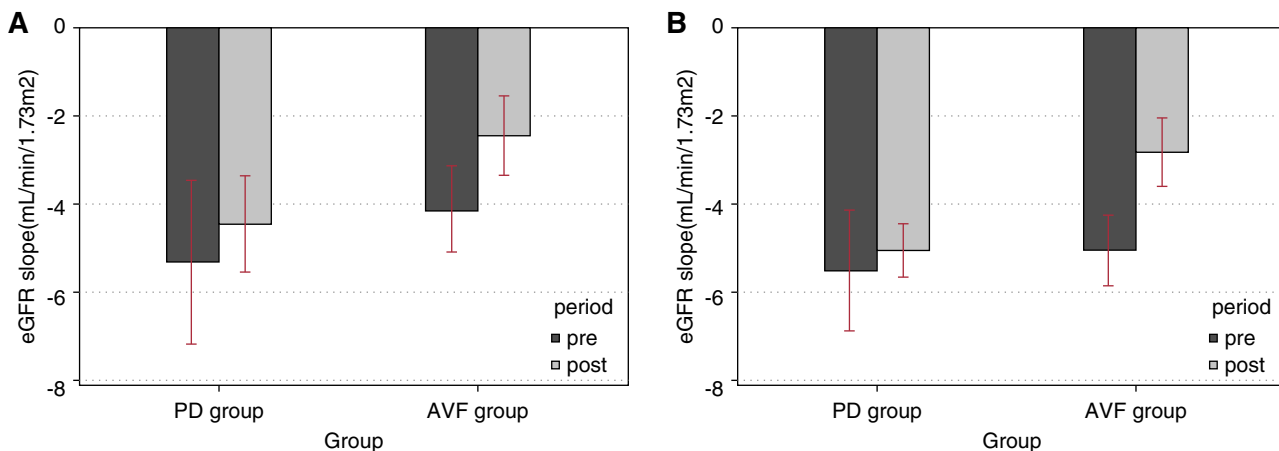 A
eGFR slope(mL/min/1.73m2)
0
-2
-4
-6
-8
period
pre
post
PD group
AVF group
Group
B
eGFR slope(mL/min/1.73m2)
0
-2
-4
-6
-8
period
pre
post
PD group
AVF group
Group